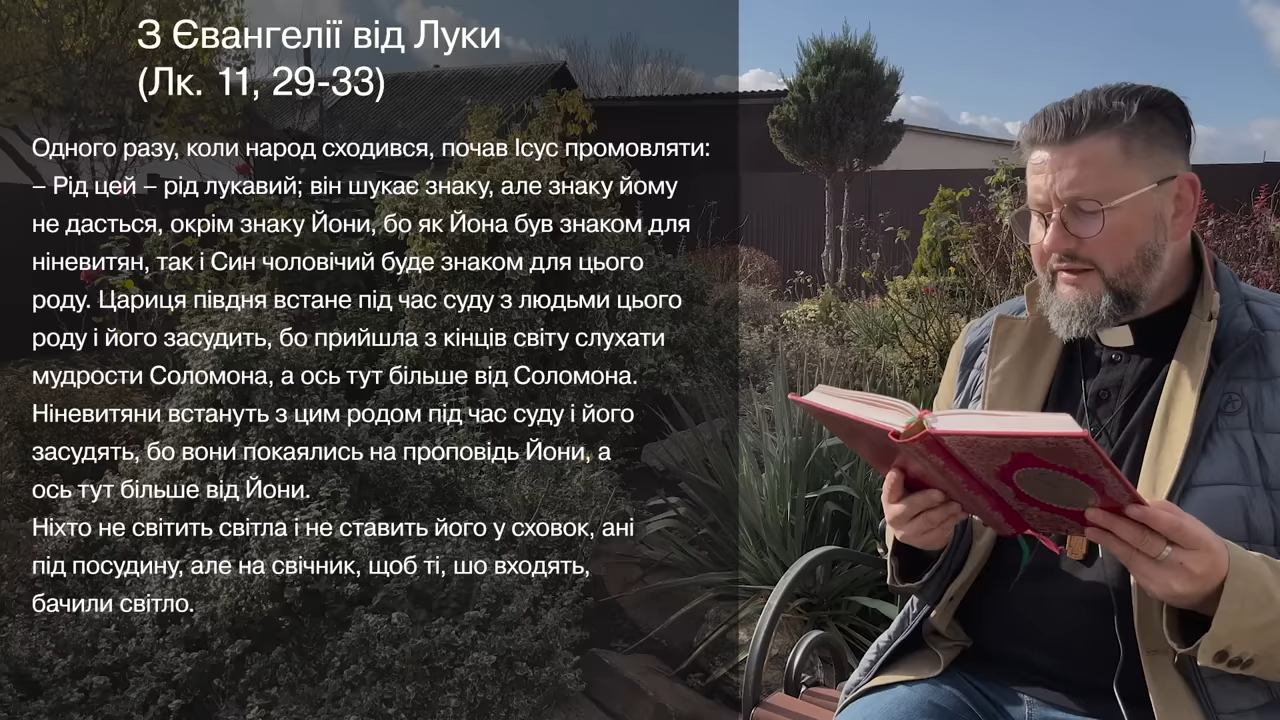 З Євангелії від Луки
(Лк. 11, 29-33)
Одного разу, коли народ сходився, почав Ісус промовляти:
– Рід цей – рід лукавий; він шукає знаку, але знаку йому
не дасться, окрім знаку Йони, бо як Йона був знаком для
ніневитян, так і Син чоловічий буде знаком для цього
роду. Цариця півдня встане під час суду з людьми цього
роду і його засудить, бо прийшла з кінців світу слухати
мудрости Соломона, а ось тут більше від Соломона.
Ніневитяни встануть з цим родом під час суду і його
засудять, бо вони покаялись на проповідь Йони, а
ось тут більше від Йони.
Ніхто не світить світла і не ставить його у сховок, ані
під посудину, але на свічник, щоб ті, шо входять,
бачили світло.